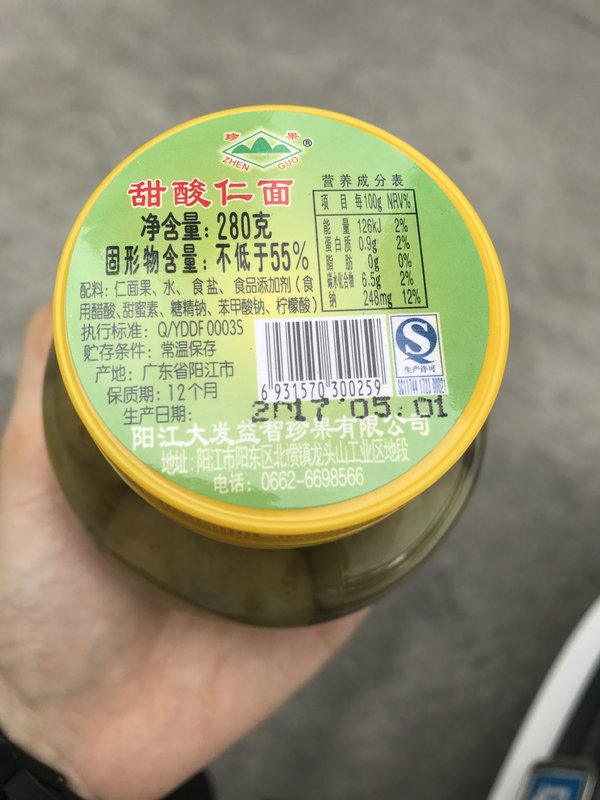 珍 果®
ZHEN GUO
甜酸仁面
净含量：280克
固形物含量：不低于55%
配料：仁面果、水、食盐、食品添加剂（食
用醋酸、甜蜜素、糖精钠、苯甲酸钠、柠檬酸）
执行标准：Q/YDDF 0003S
贮存条件：常温保存
产地：广东省阳江市
保质期：12个月
生产日期：
2017.05.01
营养成分表
项 目 每100g NRV%
能 量 126kJ 2%
蛋白质 0.9g 2%
脂 肪 0g 0%
碳水化合物 6.5g 2%
钠 248mg 12%
6 931570 300259
生产许可
阳江大发益智珍果有限公司
地址：阳江市阳东区北惯镇龙头山工业区地段
电话：0662-6698566